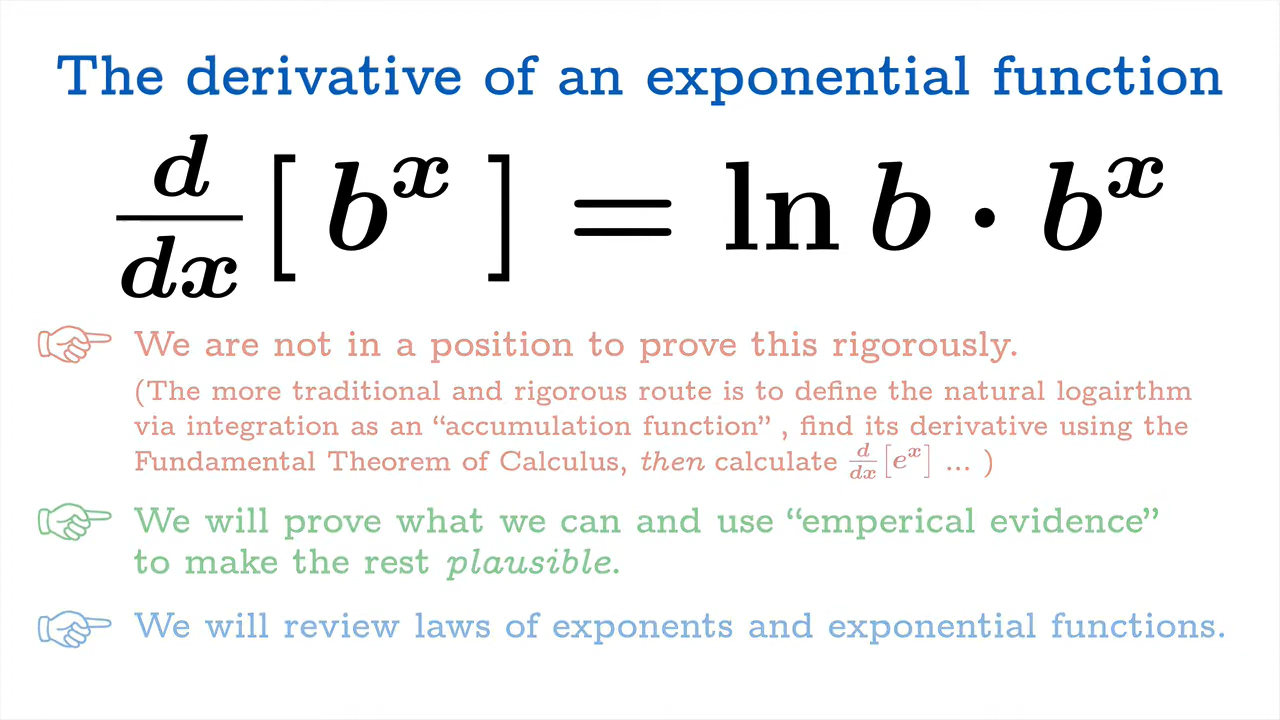 The derivative of an exponential function
d/dx [ b^x ] = ln b · b^x
We are not in a position to prove this rigorously.
(The more traditional and rigorous route is to define the natural logairthm
via integration as an “accumulation function” , find its derivative using the
Fundamental Theorem of Calculus, then calculate d/dx [e^x] ... )
We will prove what we can and use “emperical evidence”
to make the rest plausible.
We will review laws of exponents and exponential functions.